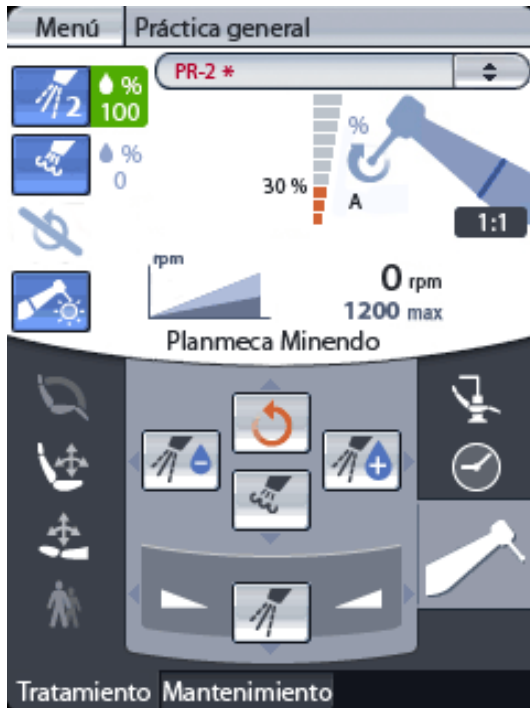 Menú
Práctica general
PR-2 *
2
%
100
%
0
%
30 %
A
1:1
rpm
0 rpm
1200 max
Planmeca Minendo
Tratamiento
Mantenimiento